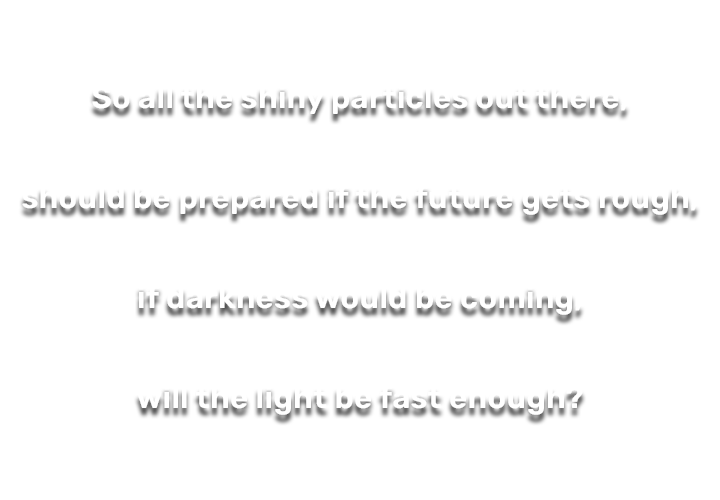 So all the shiny particles out there,
should be prepared if the future gets rough,
if darkness would be coming,
will the light be fast enough?